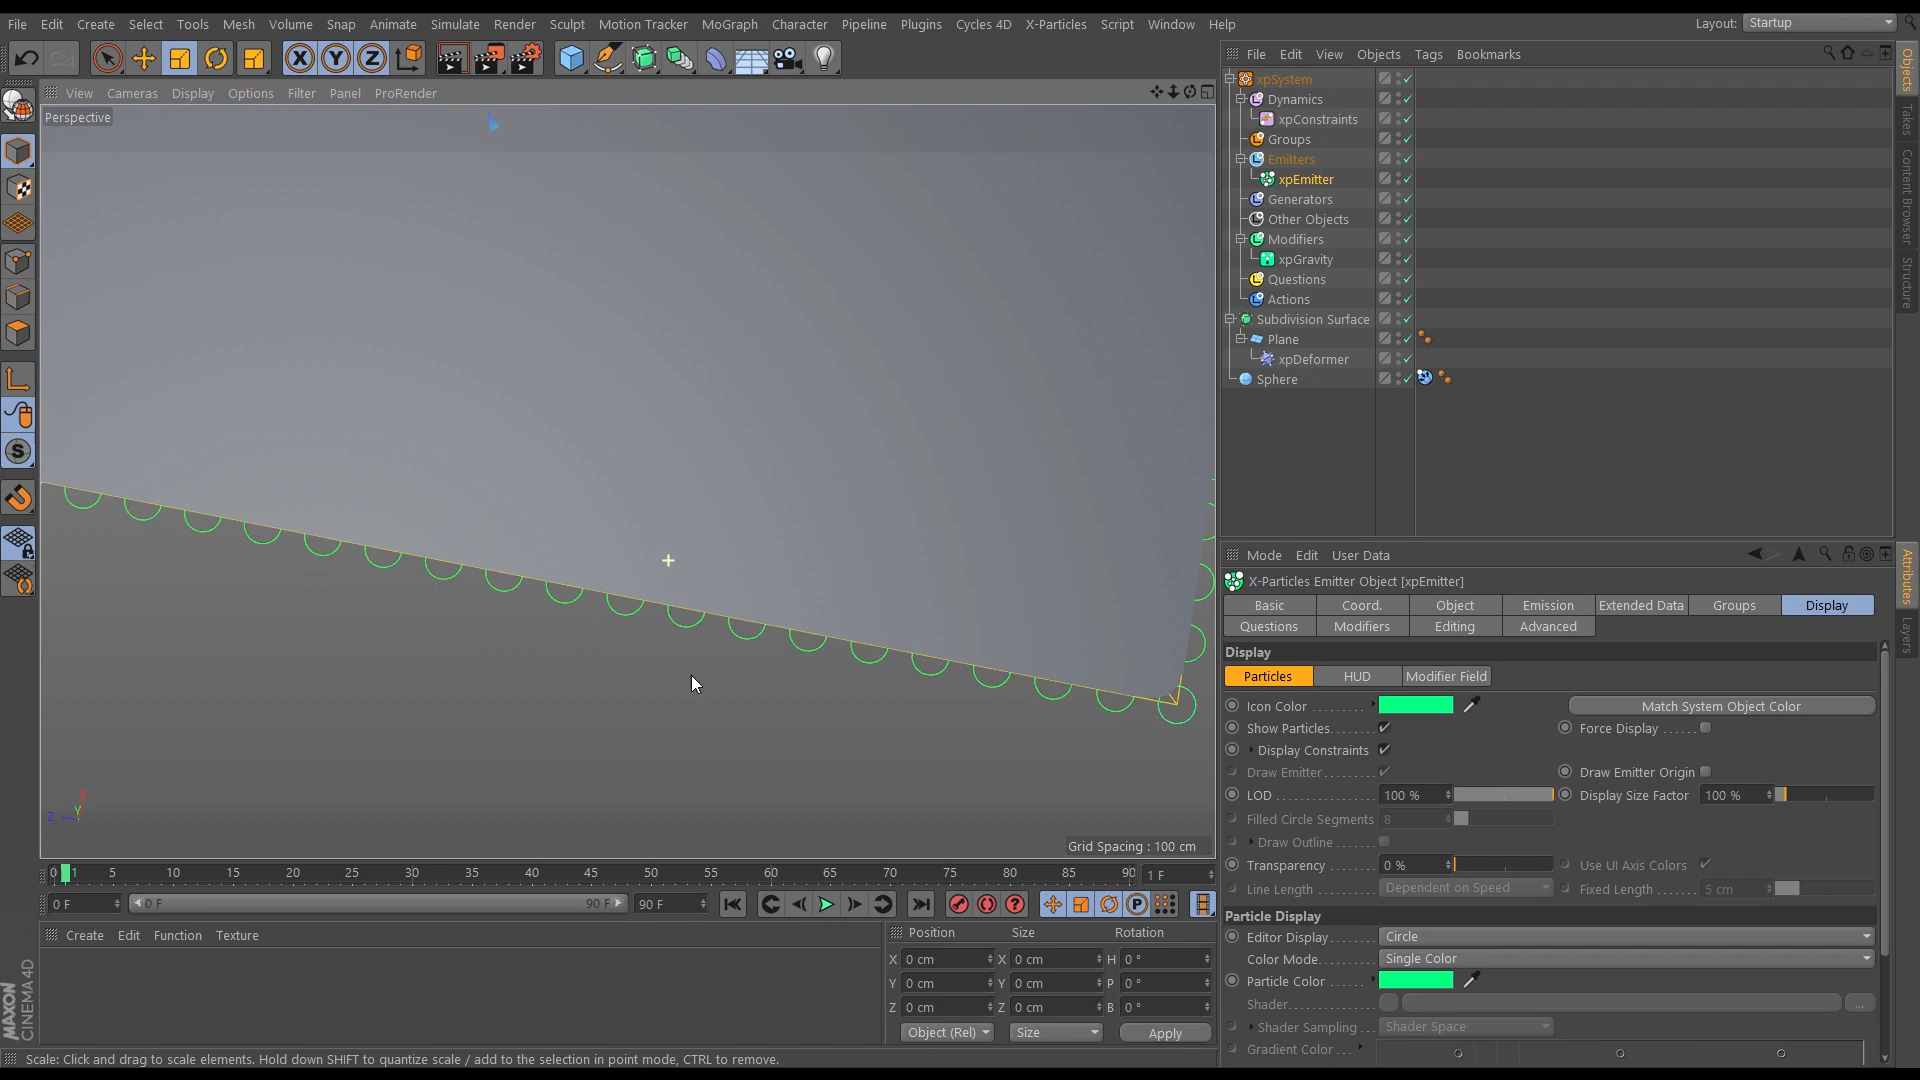 File Edit Create Select Tools Mesh Volume Snap Animate Simulate Render Sculpt Motion Tracker MoGraph Character Pipeline Plugins Cycles 4D X-Particles Script Window Help Layout: Startup
View Cameras Display Options Filter Panel ProRender
Perspective
Grid Spacing : 100 cm
X
Y
Z
0 1 5 10 15 20 25 30 35 40 45 50 55 60 65 70 75 80 85 90 1 F
0 F 0 F 90 F 90 F
Create Edit Function Texture
Position Size Rotation
X 0 cm X 0 cm H 0 °
Y 0 cm Y 0 cm P 0 °
Z 0 cm Z 0 cm B 0 °
Object (Rel) Size Apply
MAXON
CINEMA 4D
Scale: Click and drag to scale elements. Hold down SHIFT to quantize scale / add to the selection in point mode, CTRL to remove.
File Edit View Objects Tags Bookmarks
xpSystem
Dynamics
xpConstraints
Groups
Emitters
xpEmitter
Generators
Other Objects
Modifiers
xpGravity
Questions
Actions
Subdivision Surface
Plane
xpDeformer
Sphere
Objects
Takes
Content Browser
Structure
Mode Edit User Data
X-Particles Emitter Object [xpEmitter]
Basic Coord. Object Emission Extended Data Groups Display
Questions Modifiers Editing Advanced
Display
Particles HUD Modifier Field
Icon Color Match System Object Color
Show Particles Force Display
Display Constraints
Draw Emitter Draw Emitter Origin
LOD 100 % Display Size Factor 100 %
Filled Circle Segments 8
Draw Outline
Transparency 0 % Use UI Axis Colors
Line Length Dependent on Speed Fixed Length 5 cm
Particle Display
Editor Display Circle
Color Mode Single Color
Particle Color
Shader ...
Shader Sampling Shader Space
Gradient Color
Attributes
Layers